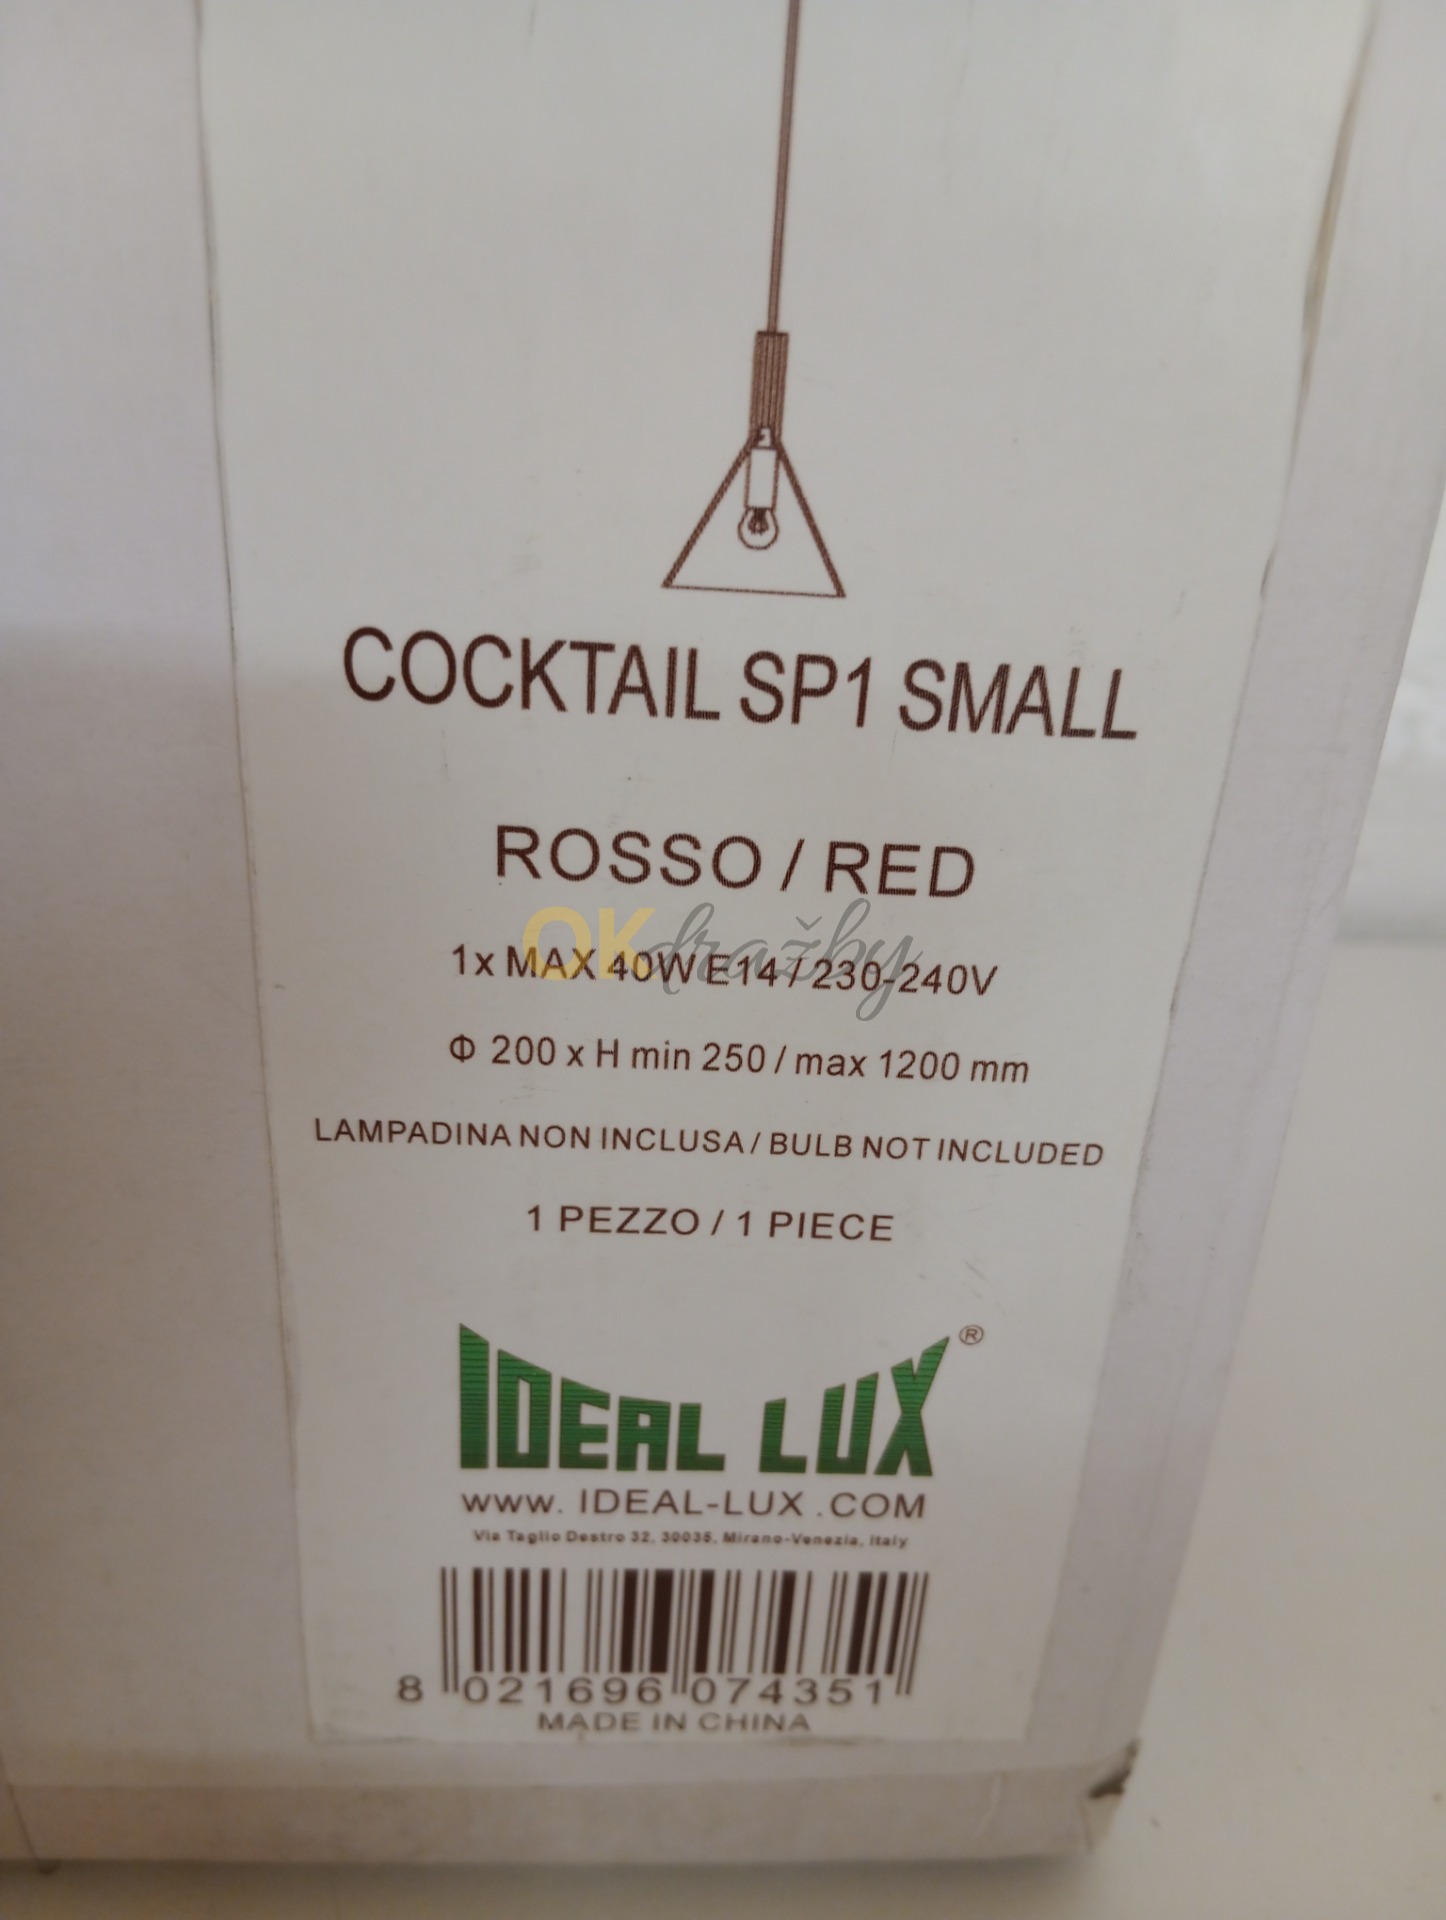 COCKTAIL SP1 SMALL
ROSSO / RED
OKdražby
1x MAX 40W E14 / 230-240V
Φ 200 x H min 250 / max 1200 mm
LAMPADINA NON INCLUSA / BULB NOT INCLUDED
1 PEZZO / 1 PIECE
IDEAL LUX ®
www. IDEAL-LUX .COM
Via Taglio Destro 32, 30035, Mirano-Venezia, Italy
8 021696 074351
MADE IN CHINA